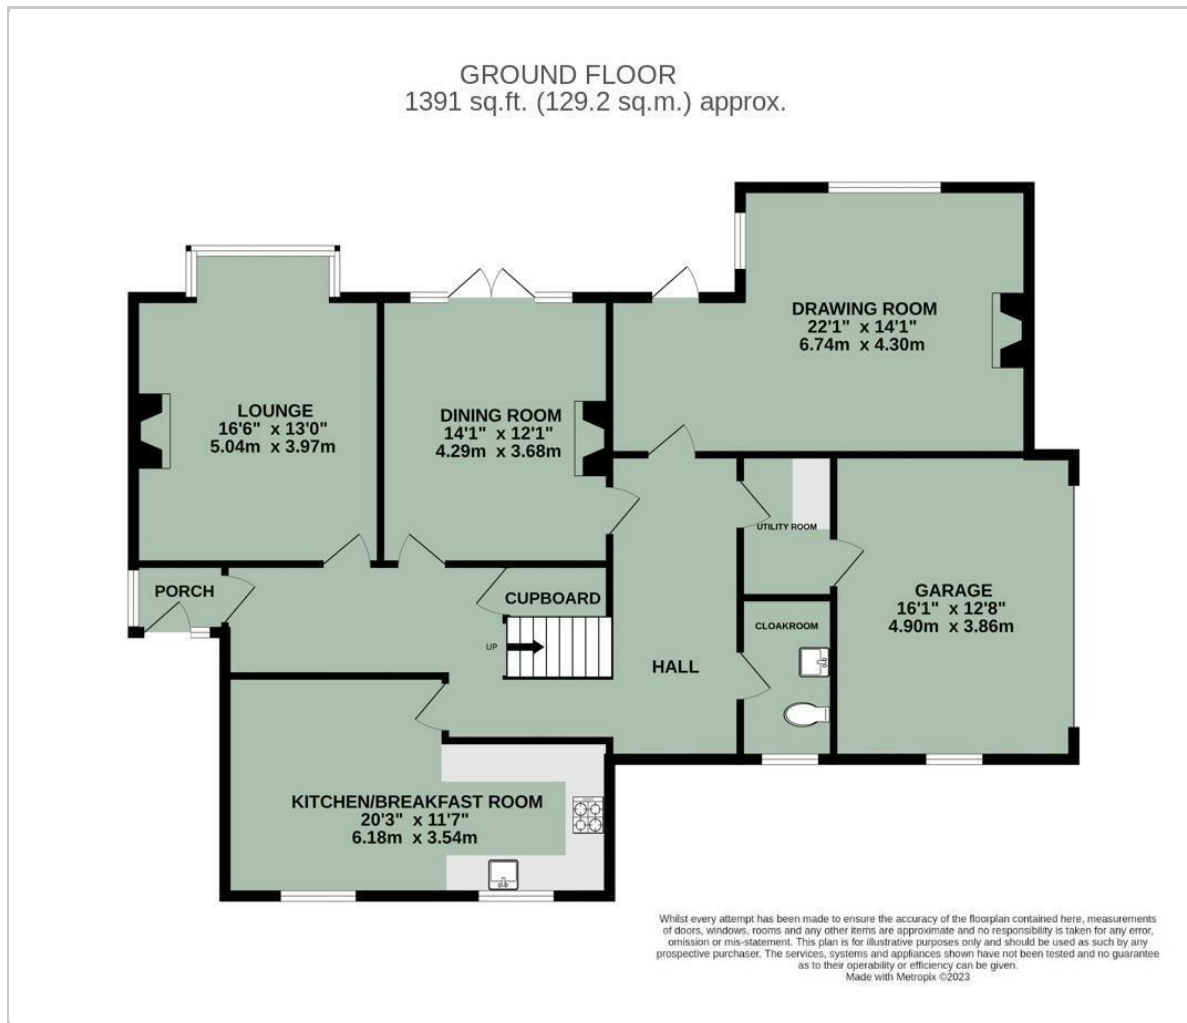 GROUND FLOOR
1391 sq.ft. (129.2 sq.m.) approx.
DRAWING ROOM
22'1" x 14'1"
6.74m x 4.30m
LOUNGE
16'6" x 13'0"
5.04m x 3.97m
DINING ROOM
14'1" x 12'1"
4.29m x 3.68m
UTILITY ROOM
PORCH
CUPBOARD
GARAGE
16'1" x 12'8"
4.90m x 3.86m
CLOAKROOM
UP
HALL
KITCHEN/BREAKFAST ROOM
20'3" x 11'7"
6.18m x 3.54m
Whilst every attempt has been made to ensure the accuracy of the floorplan contained here, measurements
of doors, windows, rooms and any other items are approximate and no responsibility is taken for any error,
omission or mis-statement. This plan is for illustrative purposes only and should be used as such by any
prospective purchaser. The services, systems and appliances shown have not been tested and no guarantee
as to their operability or efficiency can be given.
Made with Metropix ©2023